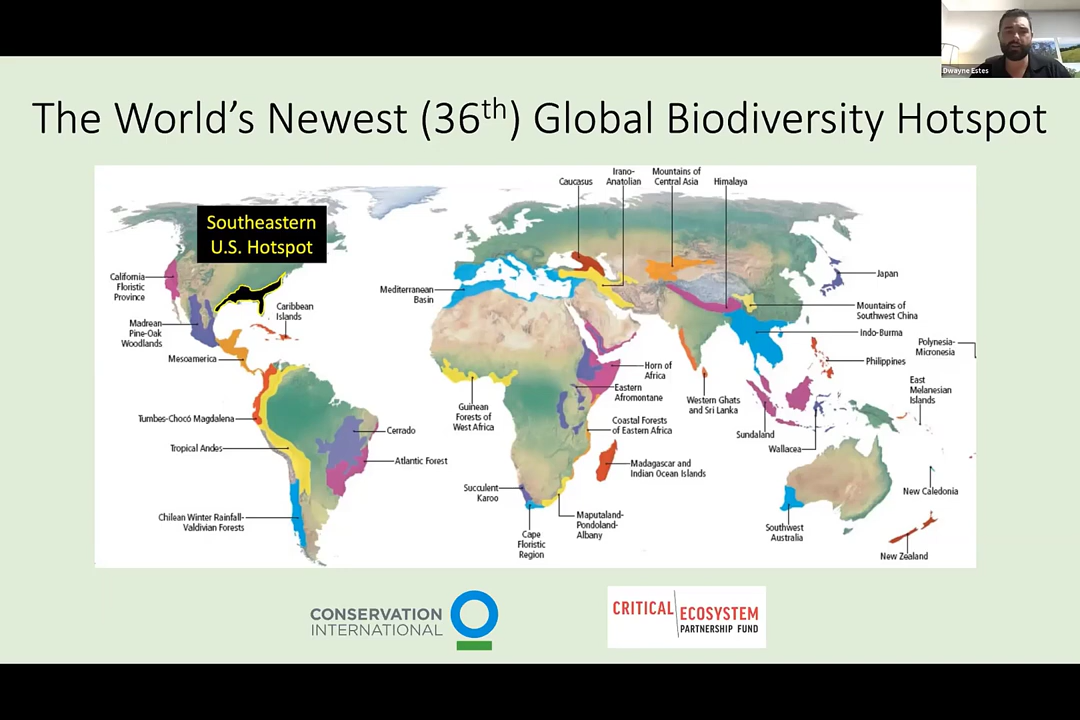 Dwayne Estes
The World's Newest (36th) Global Biodiversity Hotspot
Southeastern
U.S. Hotspot
California
Floristic
Province
Madrean
Pine-Oak
Woodlands
Mesoamerica
Caribbean
Islands
Tumbes-Chocó Magdalena
Tropical Andes
Chilean Winter Rainfall-
Valdivian Forests
Cerrado
Atlantic Forest
Mediterranean
Basin
Caucasus
Irano-
Anatolian
Mountains of
Central Asia
Himalaya
Japan
Mountains of
Southwest China
Indo-Burma
Polynesia-
Micronesia
Philippines
Horn of
Africa
Eastern
Afromontane
Guinean
Forests of
West Africa
Coastal Forests
of Eastern Africa
Western Ghats
and Sri Lanka
East
Melanesian
Islands
Sundaland
Wallacea
Madagascar and
Indian Ocean Islands
Succulent
Karoo
Cape
Floristic
Region
Maputaland-
Pondoland-
Albany
Southwest
Australia
New Caledonia
New Zealand
CONSERVATION
INTERNATIONAL
CRITICAL ECOSYSTEM
PARTNERSHIP FUND